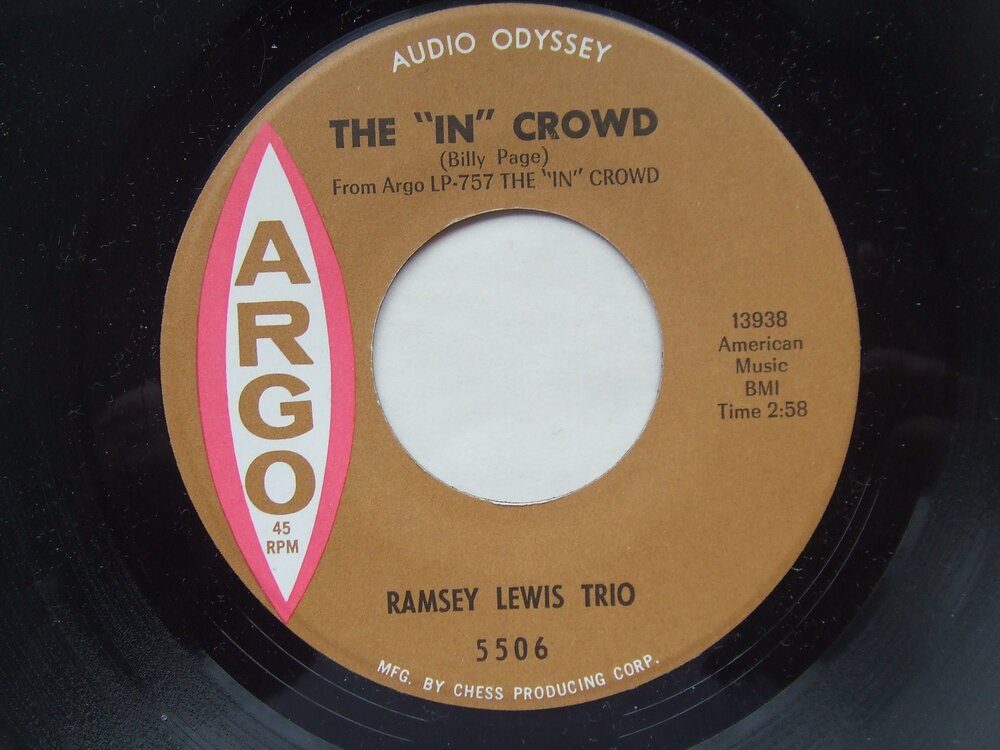 AUDIO ODYSSEY
THE "IN" CROWD
(Billy Page)
From Argo LP-757 THE "IN" CROWD
ARGO
45
RPM
13938
American
Music
BMI
Time 2:58
RAMSEY LEWIS TRIO
5506
MFG. BY CHESS PRODUCING CORP.